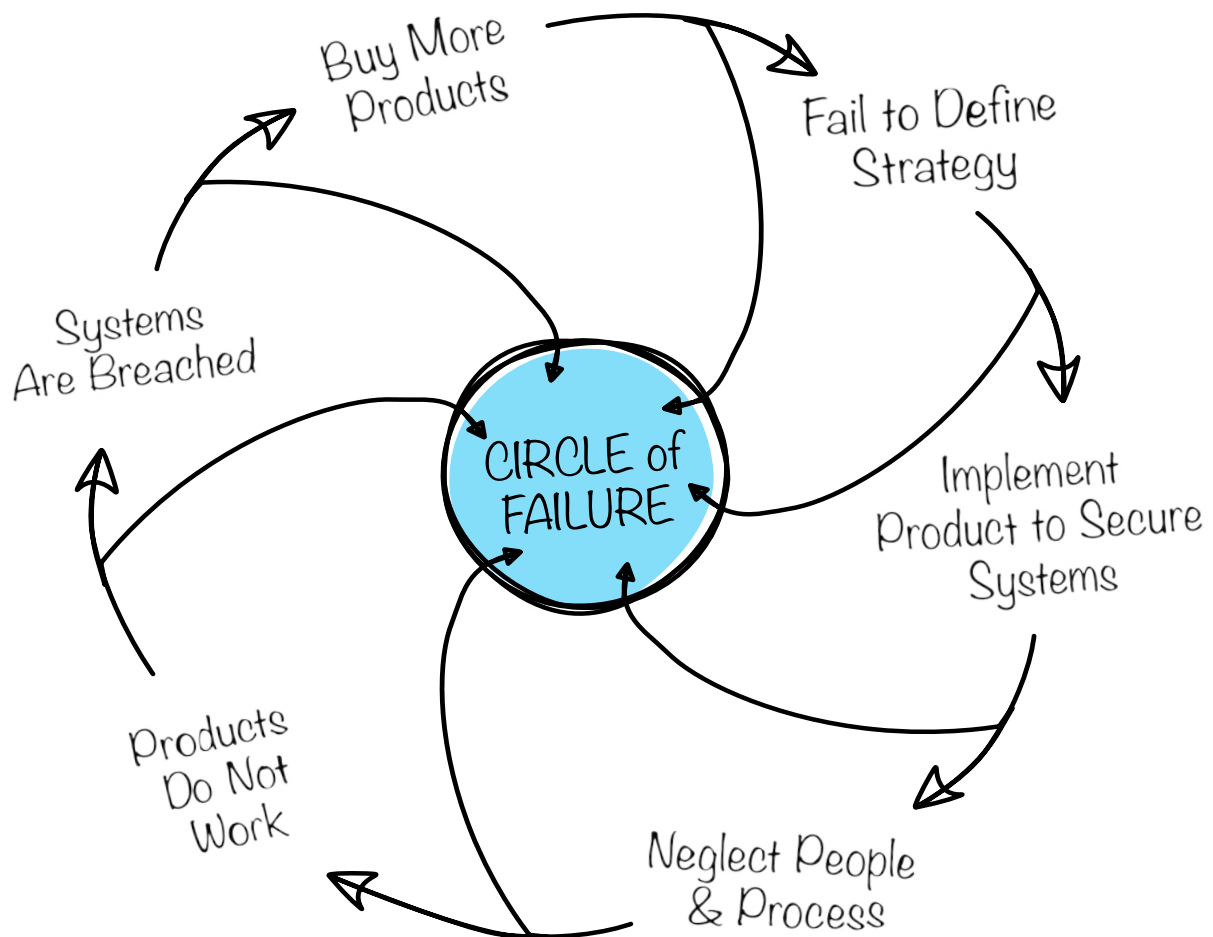 Buy More
Products
Fail to Define
Strategy
Implement
Product to Secure
Systems
Neglect People
& Process
Products
Do Not
Work
Systems
Are Breached
CIRCLE of
FAILURE